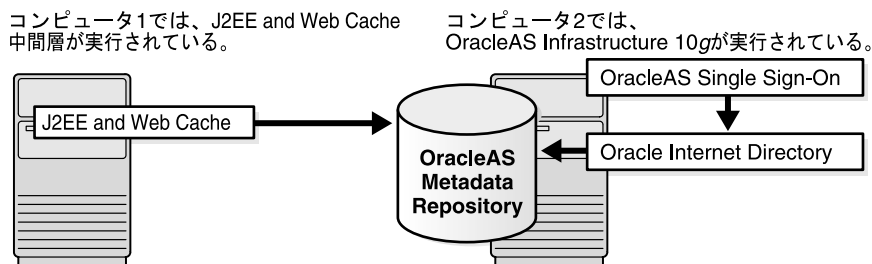 コンピュータ1では、J2EE and Web Cache
中間層が実行されている。
コンピュータ2では、
OracleAS Infrastructure 10gが実行されている。
OracleAS Single Sign-On
J2EE and Web Cache
Oracle Internet Directory
OracleAS
Metadata
Repository